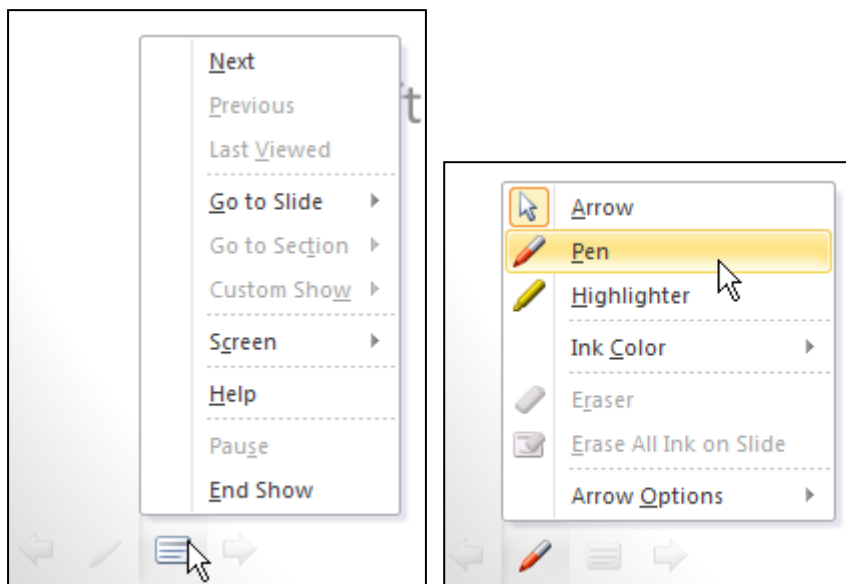 Next
Previous
Last Viewed
Go to Slide
Go to Section
Custom Show
Screen
Help
Pause
End Show
ft
Arrow
Pen
Highlighter
Ink Color
Eraser
Erase All Ink on Slide
Arrow Options